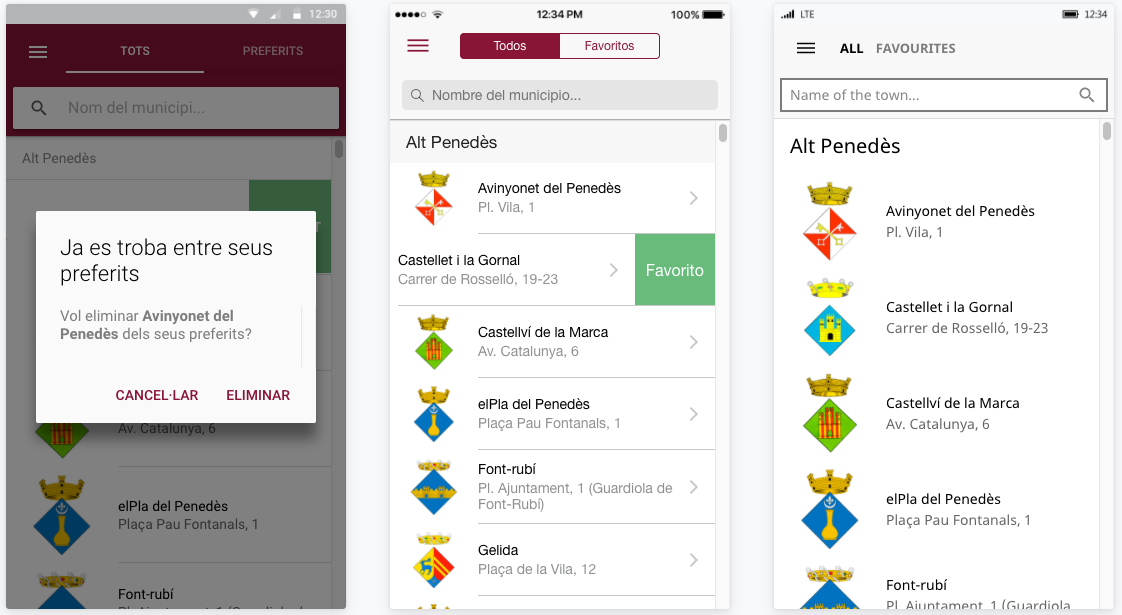 12:30
TOTS PREFERITS
Nom del municipi...
Alt Penedès
T
Ja es troba entre seus
preferits
Vol eliminar Avinyonet del
Penedès dels seus preferits?
CANCEL·LAR ELIMINAR
Av. Catalunya, 6
elPla del Penedès
Plaça Pau Fontanals, 1
Font-rubí
Pl. Ajuntament, 1 (Guardiola de
12:34 PM 100%
Todos Favoritos
Nombre del municipio...
Alt Penedès
Avinyonet del Penedès
Pl. Vila, 1
Castellet i la Gornal
Carrer de Rosselló, 19-23
Favorito
Castellví de la Marca
Av. Catalunya, 6
elPla del Penedès
Plaça Pau Fontanals, 1
Font-rubí
Pl. Ajuntament, 1 (Guardiola de
Font-Rubí)
Gelida
Plaça de la Vila, 12
LTE 12:34
ALL FAVOURITES
Name of the town...
Alt Penedès
Avinyonet del Penedès
Pl. Vila, 1
Castellet i la Gornal
Carrer de Rosselló, 19-23
Castellví de la Marca
Av. Catalunya, 6
elPla del Penedès
Plaça Pau Fontanals, 1
Font-rubí
Pl. Ajuntament, 1 (Guardiola